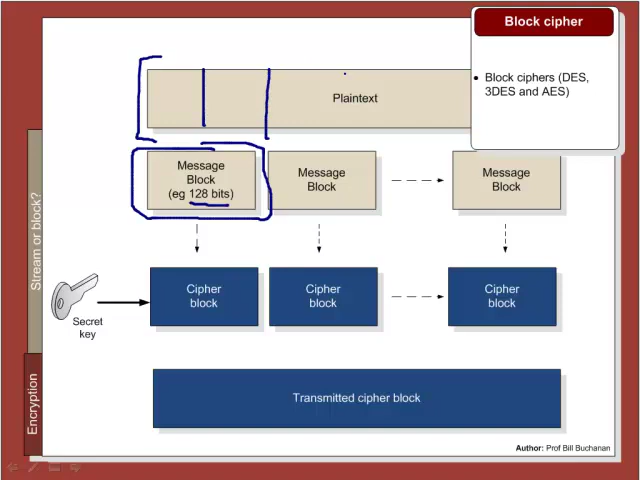 Block cipher
• Block ciphers (DES,
3DES and AES)
Plaintext
Message
Block
(eg 128 bits)
Message
Block
Message
Block
Stream or block?
Cipher
block
Cipher
block
Cipher
block
Secret
key
Encryption
Transmitted cipher block
Author: Prof Bill Buchanan